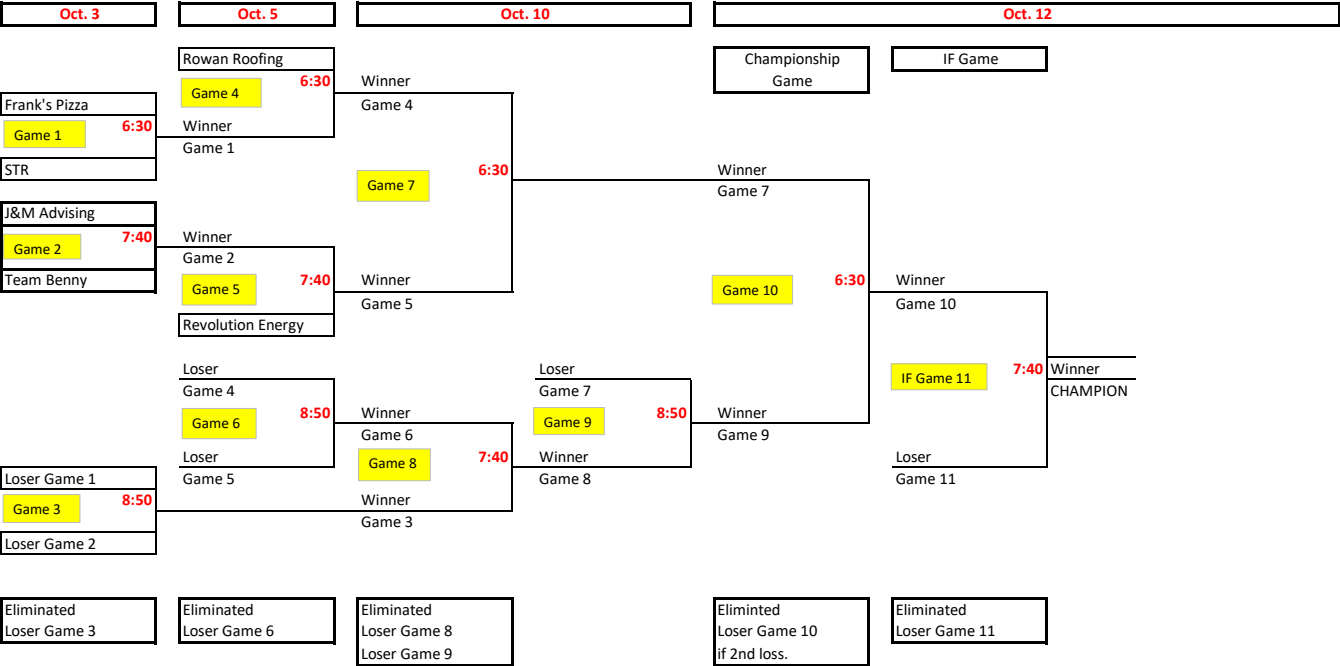 Oct. 3
Oct. 5
Oct. 10
Oct. 12
Rowan Roofing
Game 4
6:30
Winner
Game 4
Championship
Game
IF Game
Frank's Pizza
Game 1
6:30
STR
Winner
Game 1
Game 7
6:30
Winner
Game 7
J&M Advising
Game 2
7:40
Team Benny
Winner
Game 2
Game 5
7:40
Revolution Energy
Winner
Game 5
Game 10
6:30
Winner
Game 10
Loser
Game 4
Game 6
8:50
Loser
Game 5
Winner
Game 6
Game 8
7:40
Winner
Game 3
Loser
Game 7
Game 9
8:50
Winner
Game 8
Winner
Game 9
IF Game 11
7:40
Winner
CHAMPION
Loser
Game 11
Loser Game 1
Game 3
8:50
Loser Game 2
Eliminated
Loser Game 3
Eliminated
Loser Game 6
Eliminated
Loser Game 8
Loser Game 9
Eliminted
Loser Game 10
if 2nd loss.
Eliminated
Loser Game 11